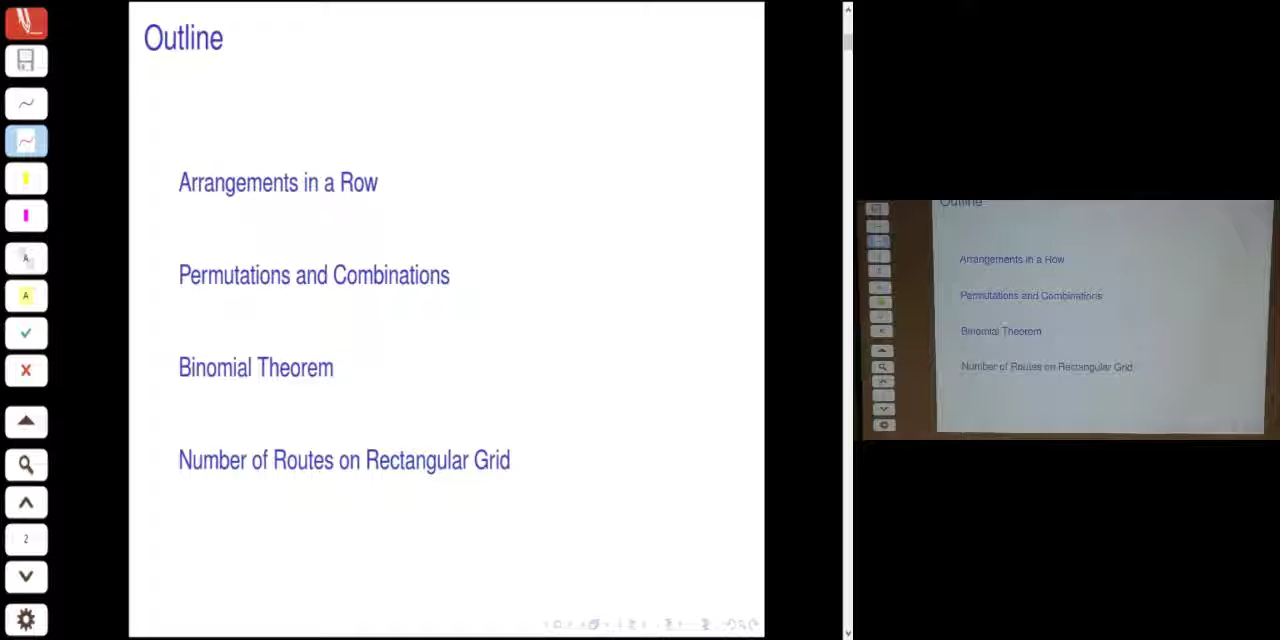 Outline
Arrangements in a Row
Permutations and Combinations
Binomial Theorem
Number of Routes on Rectangular Grid
A
A
2
Outline
Arrangements in a Row
Permutations and Combinations
Binomial Theorem
Number of Routes on Rectangular Grid